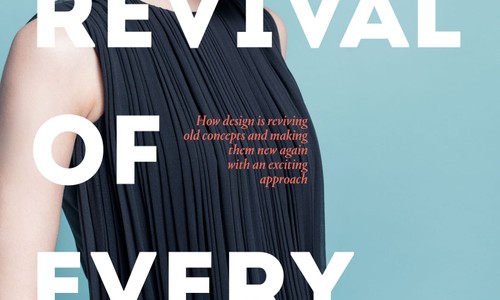 REVIVAL
OF
How design is reviving
old concepts and making
them new again
with an exciting
approach
EVERY